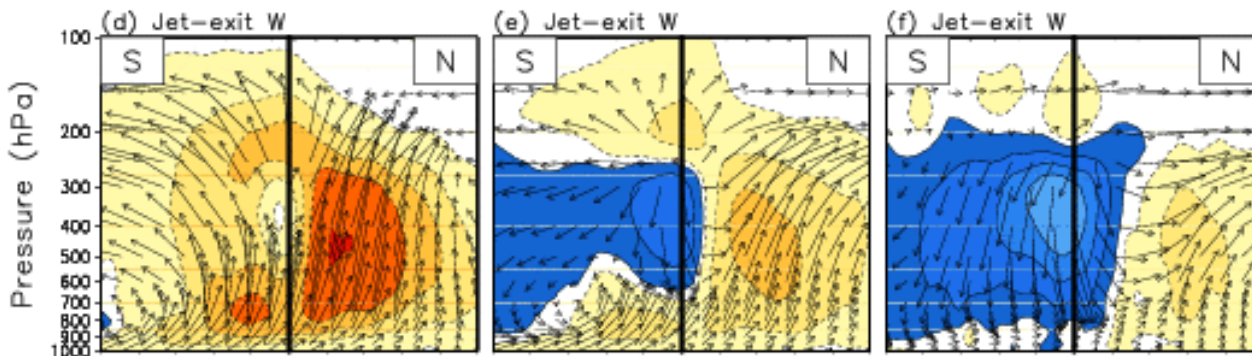 (d) Jet-exit W
(e) Jet-exit W
(f) Jet-exit W
S N
S N
S N
Pressure (hPa)
100
200
300
400
500
600
700
800
900
1000